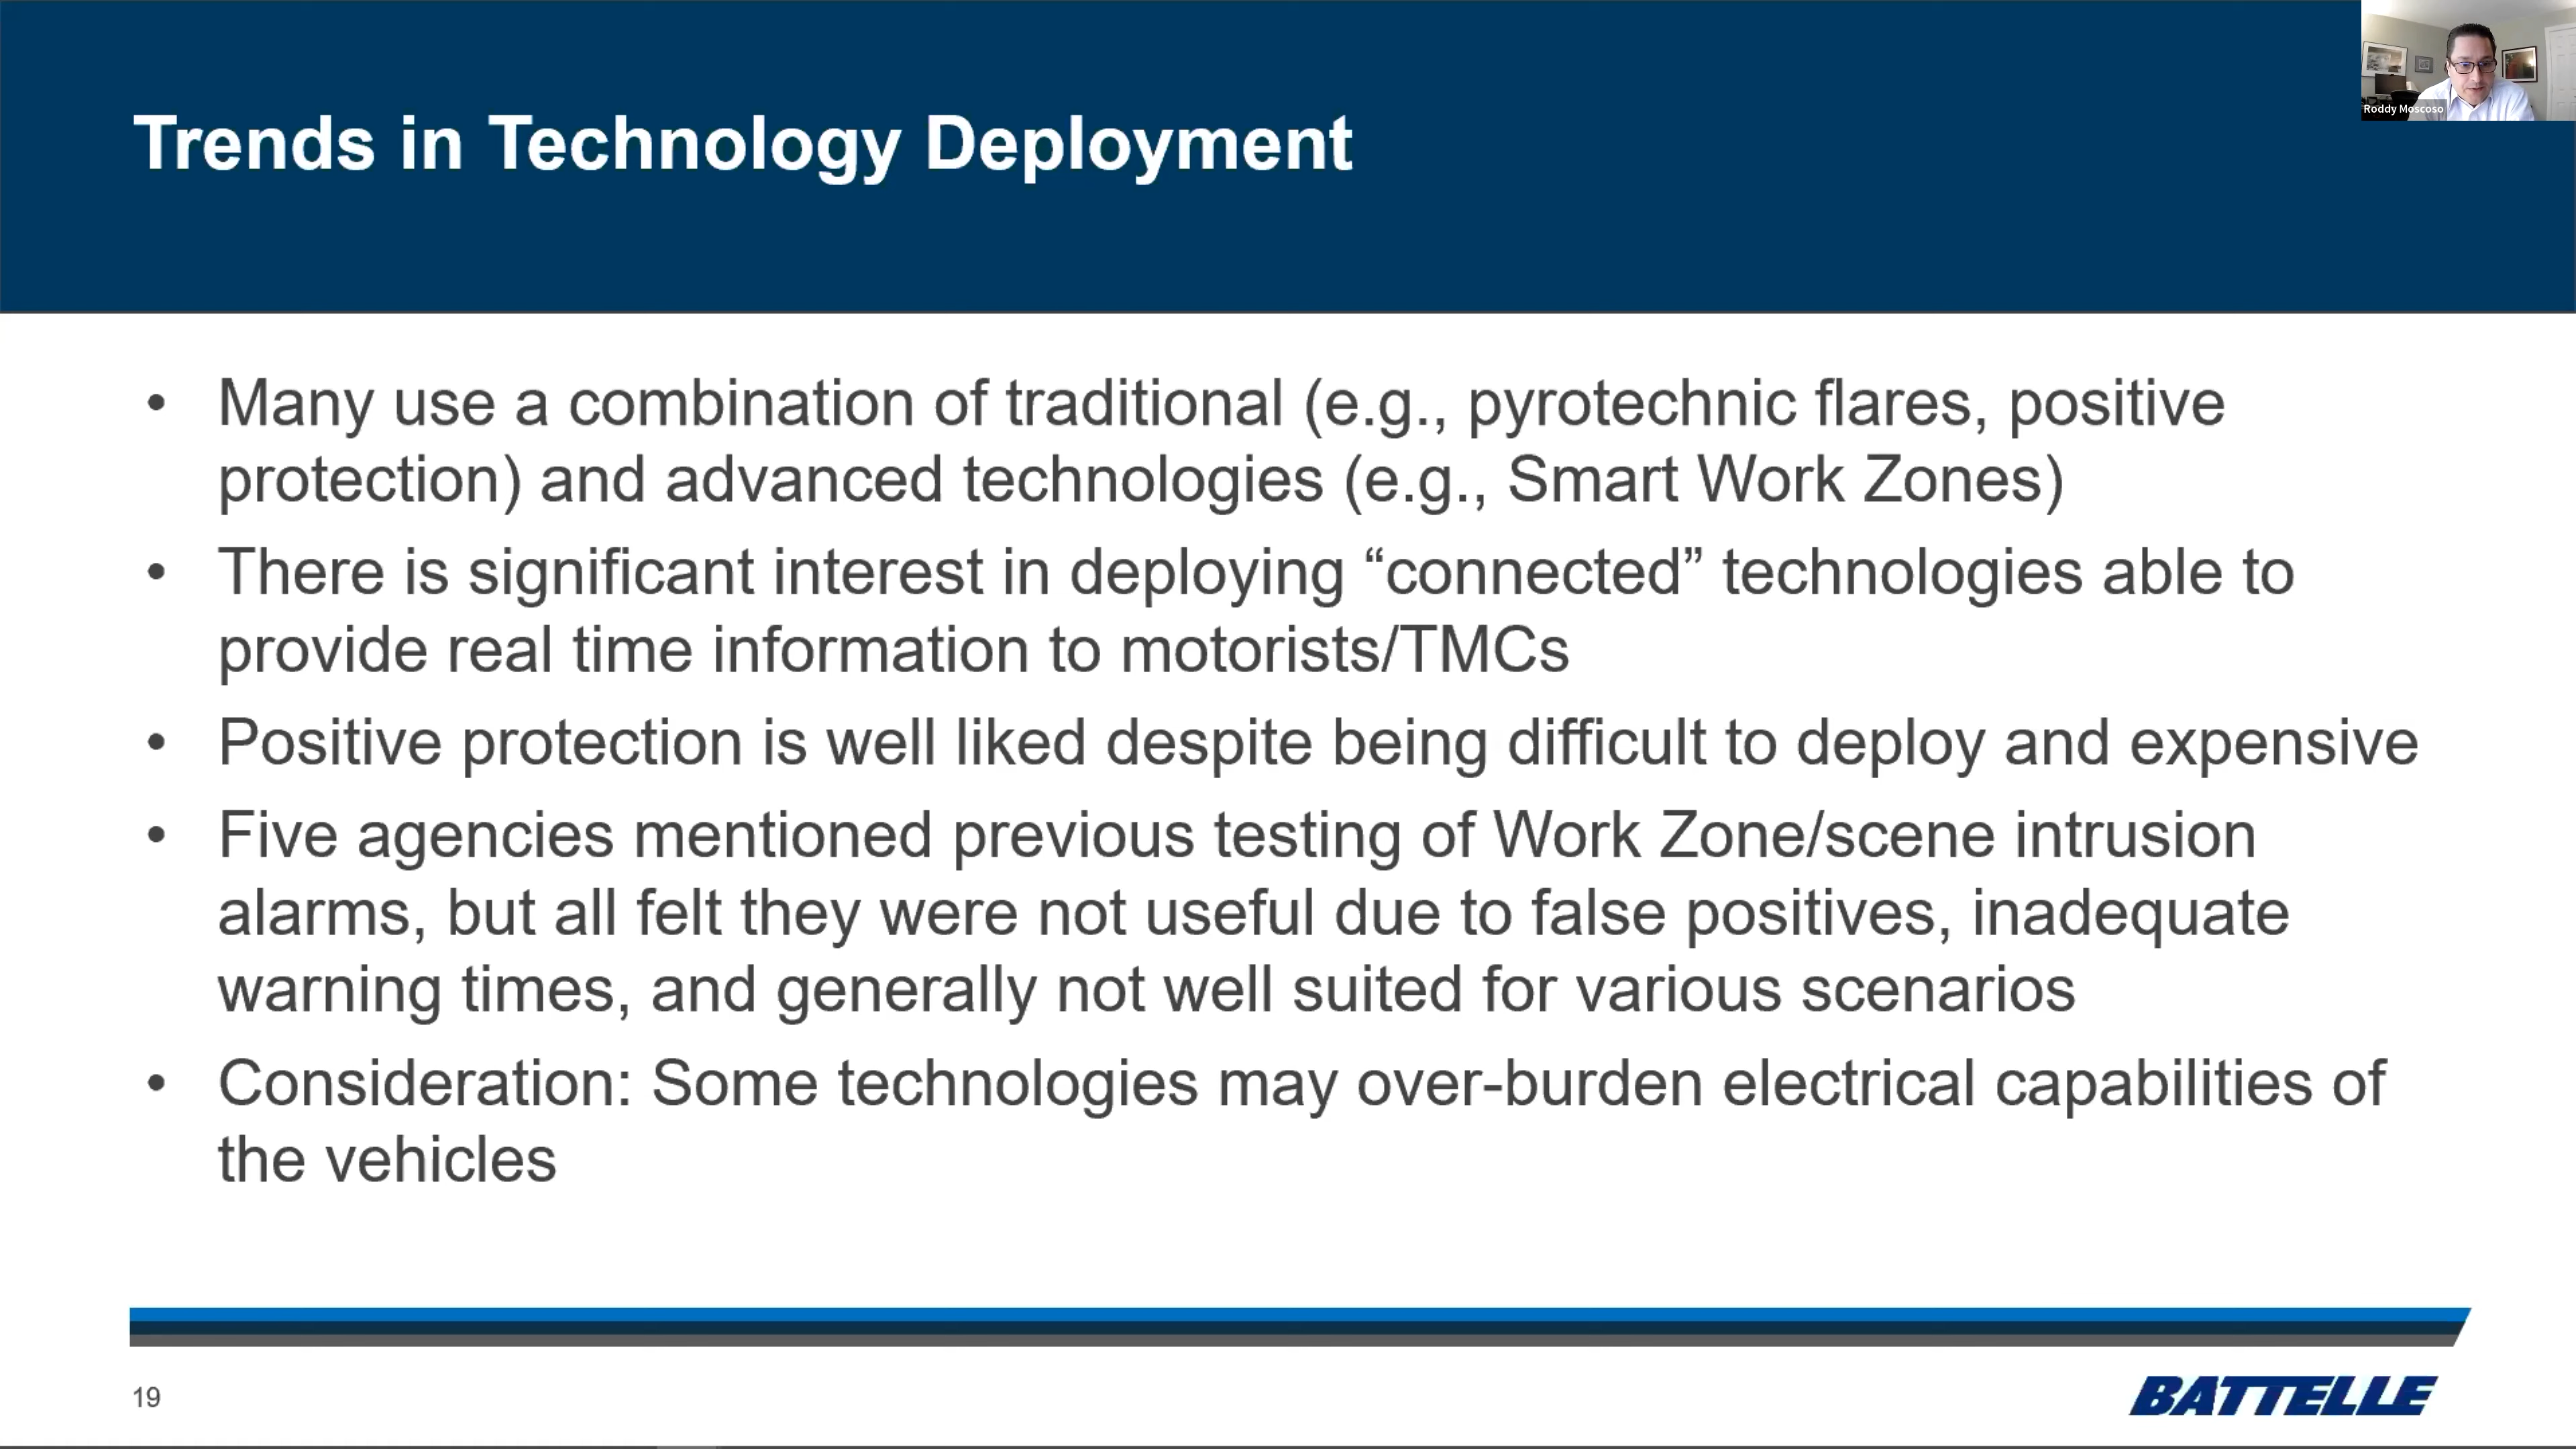 Roddy Moscoso
Trends in Technology Deployment
• Many use a combination of traditional (e.g., pyrotechnic flares, positive
protection) and advanced technologies (e.g., Smart Work Zones)
• There is significant interest in deploying “connected” technologies able to
provide real time information to motorists/TMCs
• Positive protection is well liked despite being difficult to deploy and expensive
• Five agencies mentioned previous testing of Work Zone/scene intrusion
alarms, but all felt they were not useful due to false positives, inadequate
warning times, and generally not well suited for various scenarios
• Consideration: Some technologies may over-burden electrical capabilities of
the vehicles
19
BATTELLE